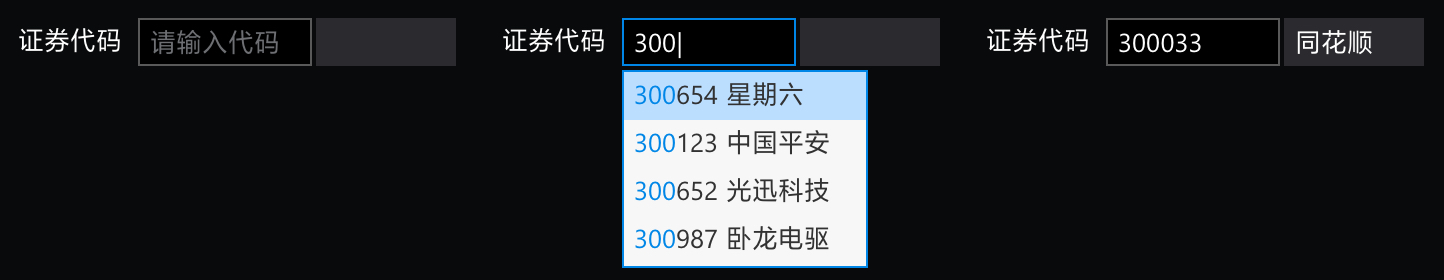 证券代码 请输入代码
证券代码 300
300654 星期六
300123 中国平安
300652 光迅科技
300987 卧龙电驱
证券代码 300033 同花顺